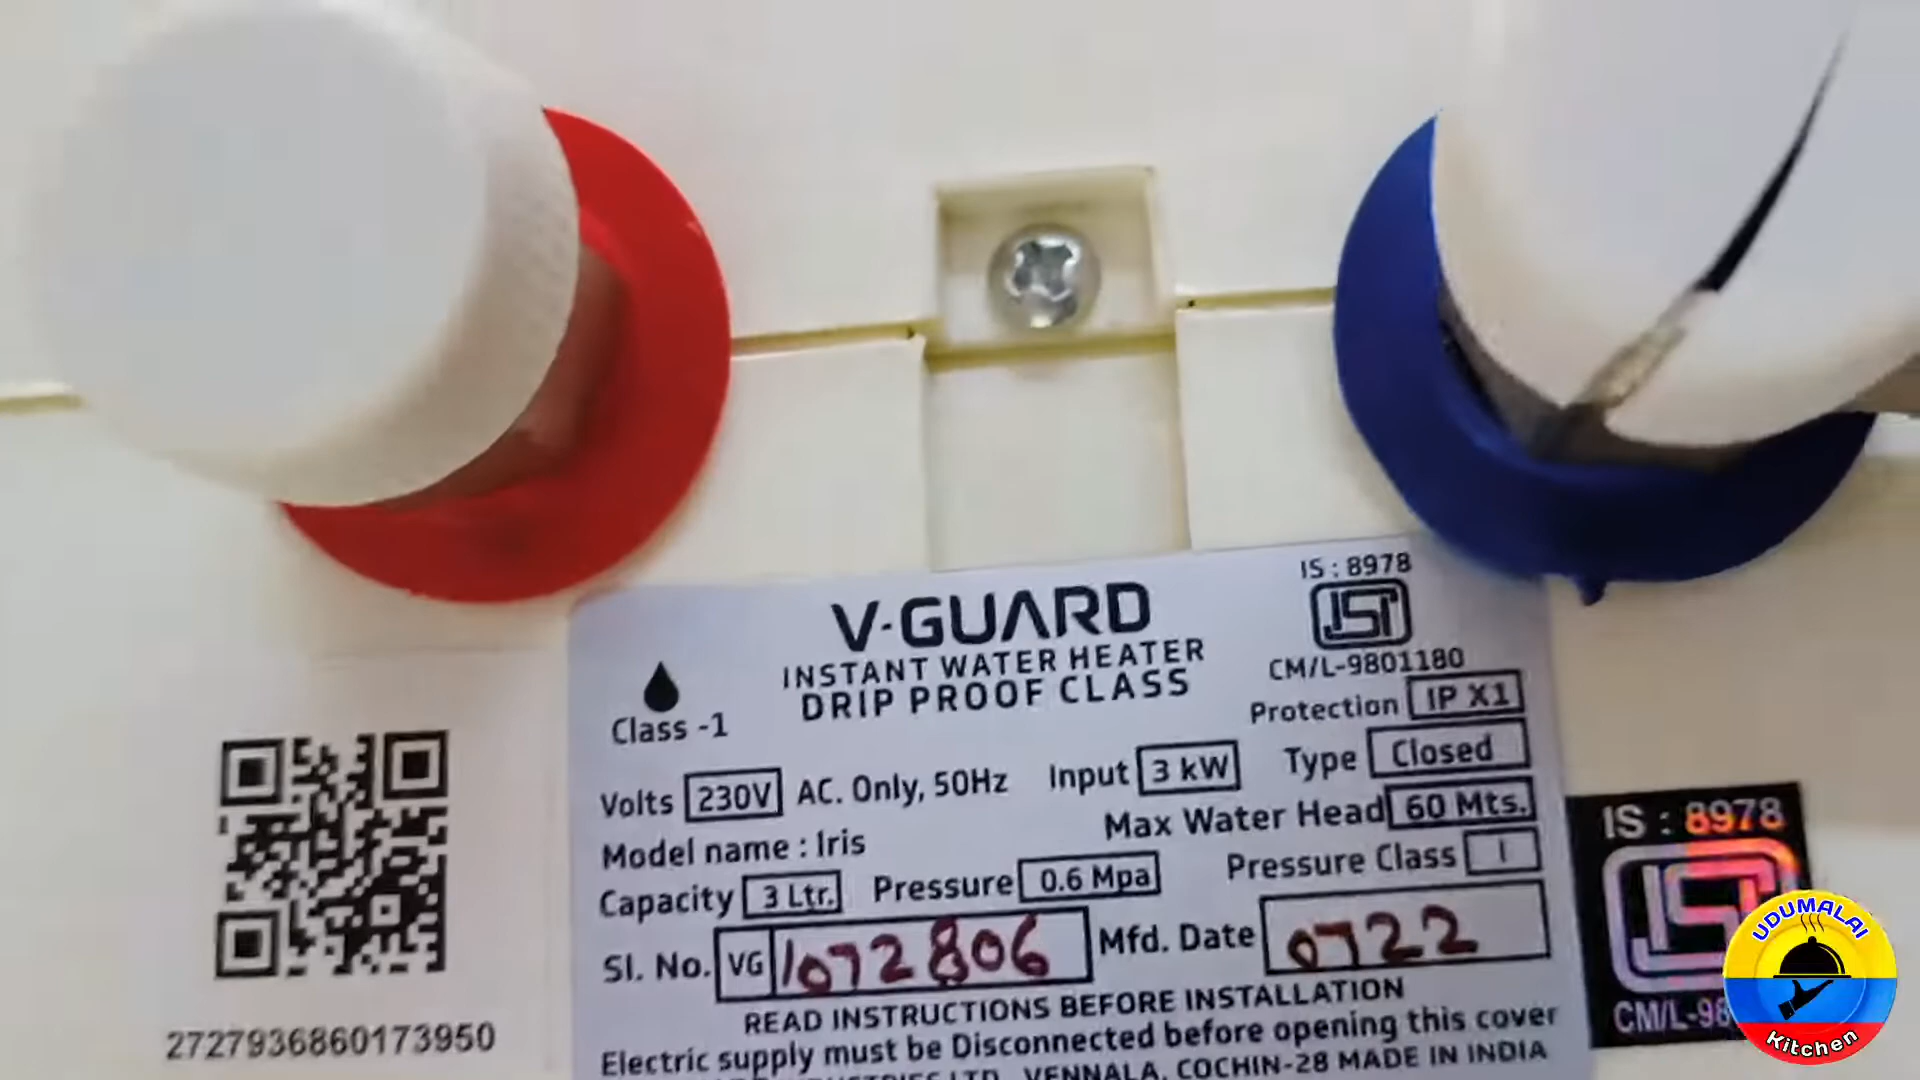 IS : 8978
V-GUARD
INSTANT WATER HEATER
DRIP PROOF CLASS
CM/L-9801180
Class -1
Protection IP X1
Volts 230V AC. Only, 50Hz Input 3 kW Type Closed
Model name : Iris Max Water Head 60 Mts.
Capacity 3 Ltr. Pressure 0.6 Mpa Pressure Class I
Sl. No. VG 1072806 Mfd. Date 0722
READ INSTRUCTIONS BEFORE INSTALLATION
Electric supply must be Disconnected before opening this cover
LTD. VENNALA, COCHIN-28 MADE IN INDIA
2727936860173950
IS : 8978
CM/L-98
UDUMALAI
Kitchen